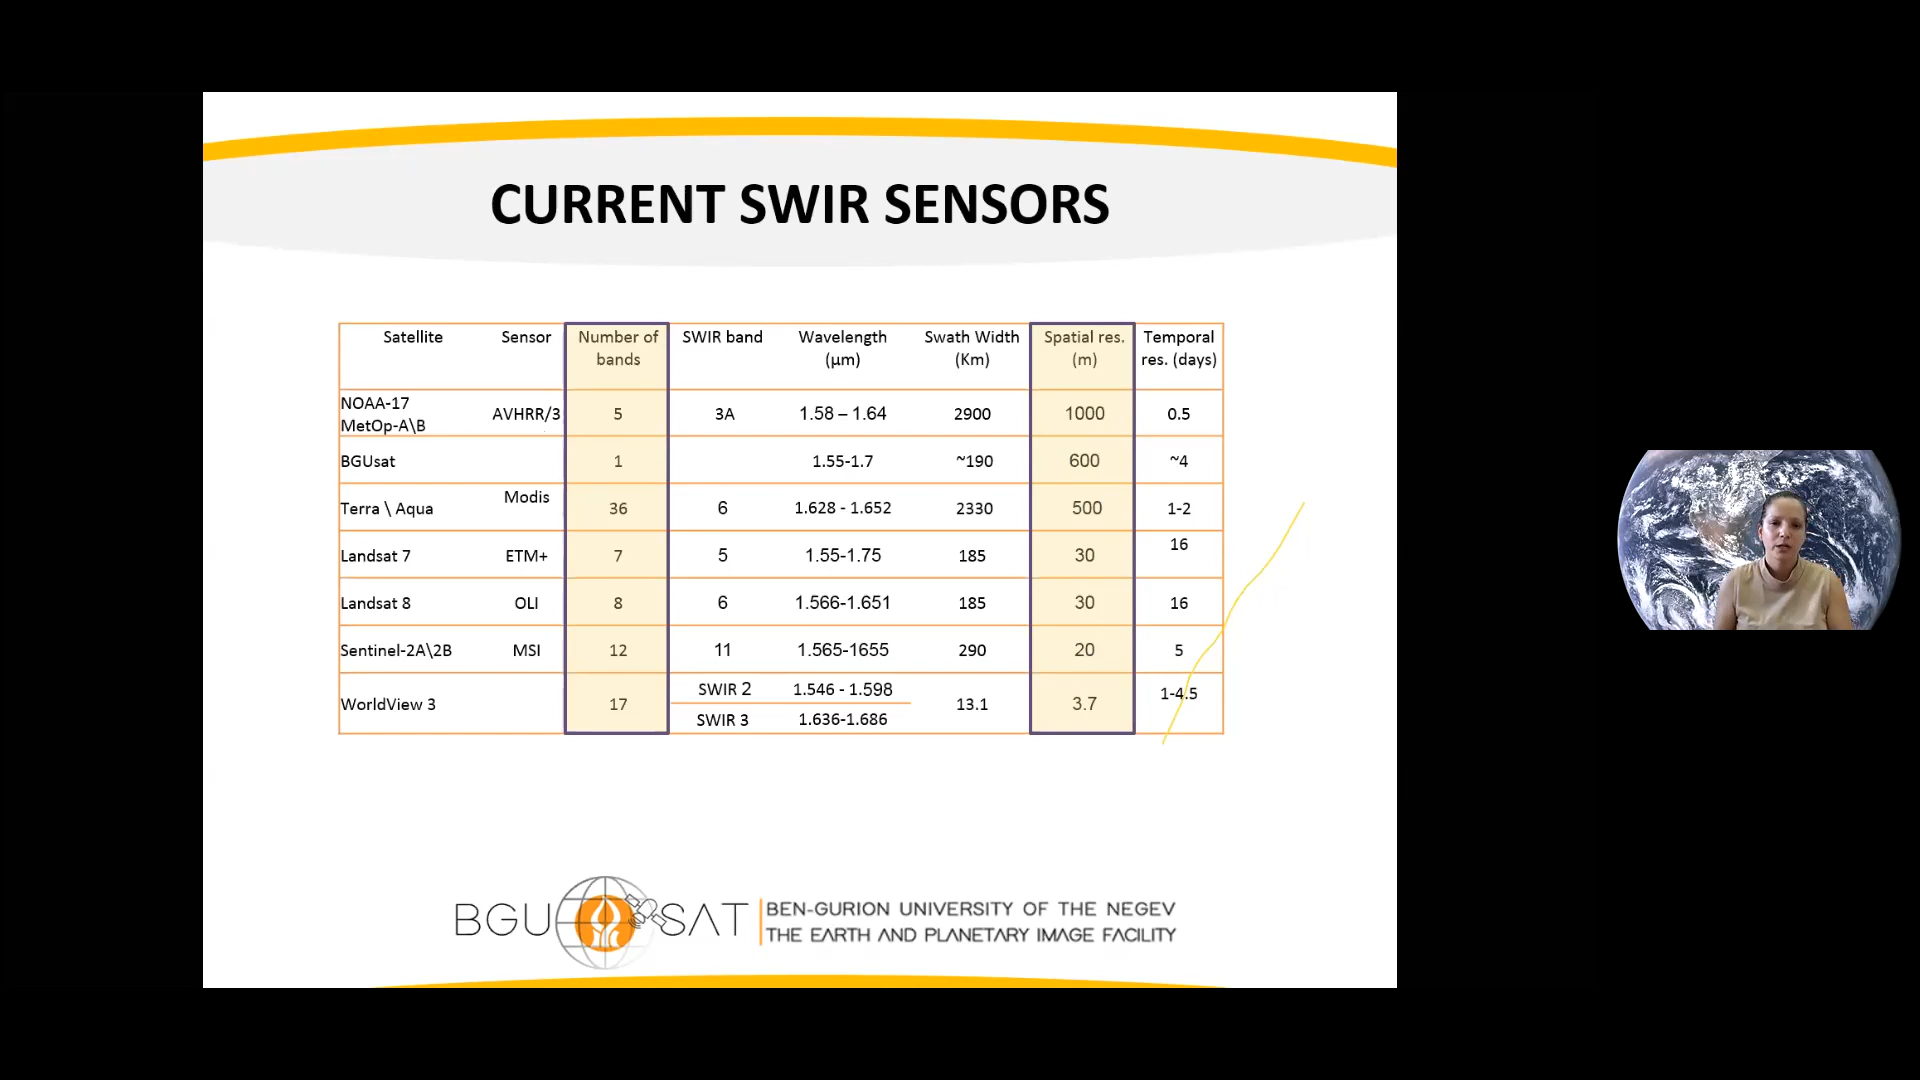 CURRENT SWIR SENSORS
Satellite Sensor Number of bands SWIR band Wavelength (µm) Swath Width (Km) Spatial res. (m) Temporal res. (days)
NOAA-17 MetOp-A\B AVHRR/3 5 3A 1.58 – 1.64 2900 1000 0.5
BGUsat 1 1.55-1.7 ~190 600 ~4
Terra \ Aqua Modis 36 6 1.628 - 1.652 2330 500 1-2
Landsat 7 ETM+ 7 5 1.55-1.75 185 30 16
Landsat 8 OLI 8 6 1.566-1.651 185 30 16
Sentinel-2A\2B MSI 12 11 1.565-1655 290 20 5
WorldView 3 17 SWIR 2 1.546 - 1.598 13.1 3.7 1-4.5
SWIR 3 1.636-1.686
BGU SAT
BEN-GURION UNIVERSITY OF THE NEGEV
THE EARTH AND PLANETARY IMAGE FACILITY